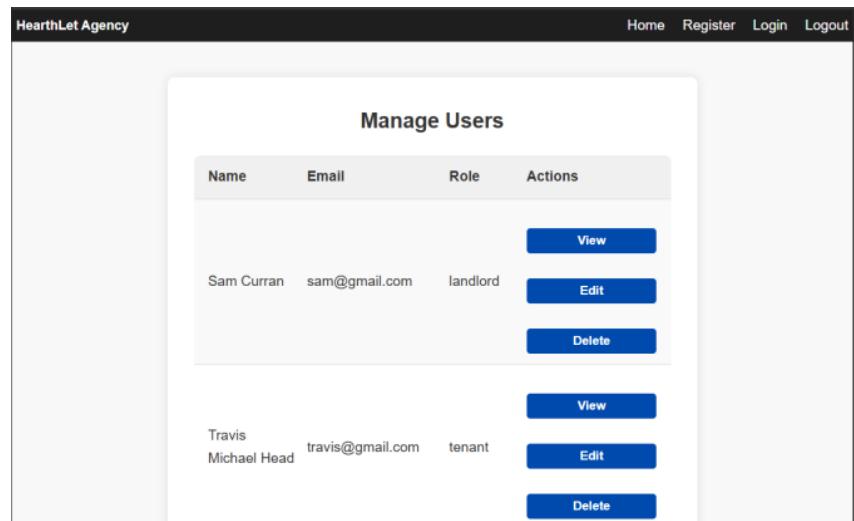 HearthLet Agency Home Register Login Logout
Manage Users
Name Email Role Actions
View
Sam Curran sam@gmail.com landlord
Edit
Delete
View
Travis
Michael Head travis@gmail.com tenant
Edit
Delete